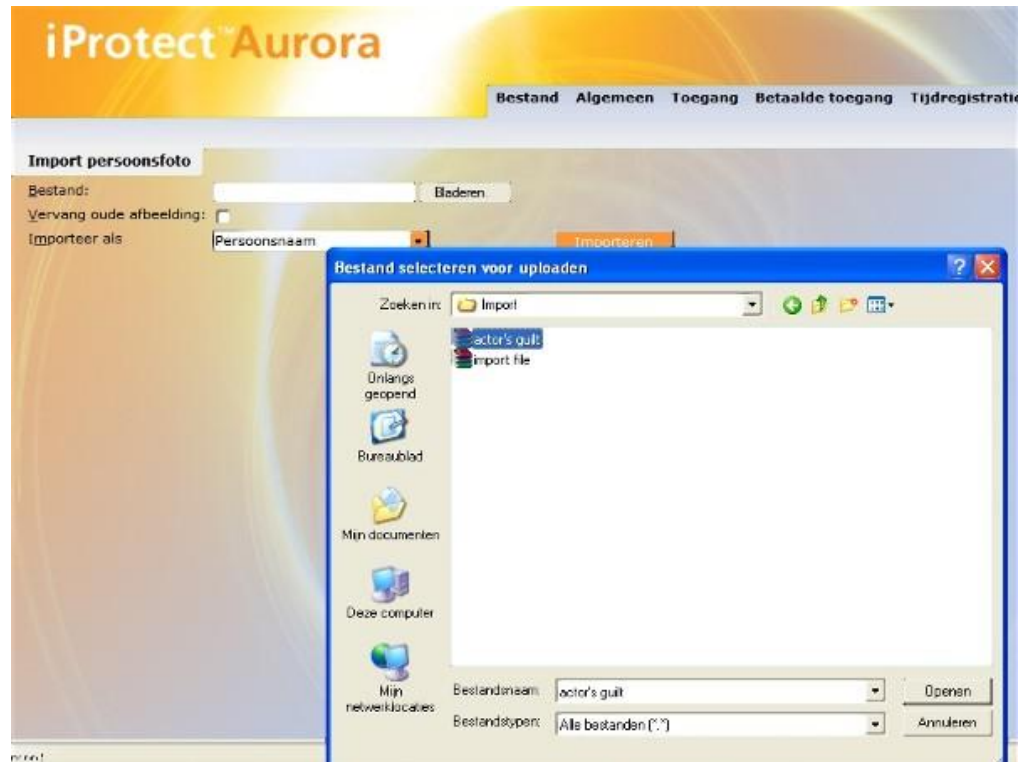 iProtect™Aurora
Bestand Algemeen Toegang Betaalde toegang Tijdregistratie
Import persoonsfoto
Bestand: Bladeren
Vervang oude afbeelding:
Importeer als Persoonsnaam Importeren
Bestand selecteren voor uploaden
Zoeken in: Import
actor's guilt
import file
Onlangs
geopend
Bureaublad
Mijn documenten
Deze computer
Mijn
netwerklocaties
Bestandsnaam: actor's guilt Openen
Bestandstypen: Alle bestanden (*.*) Annuleren